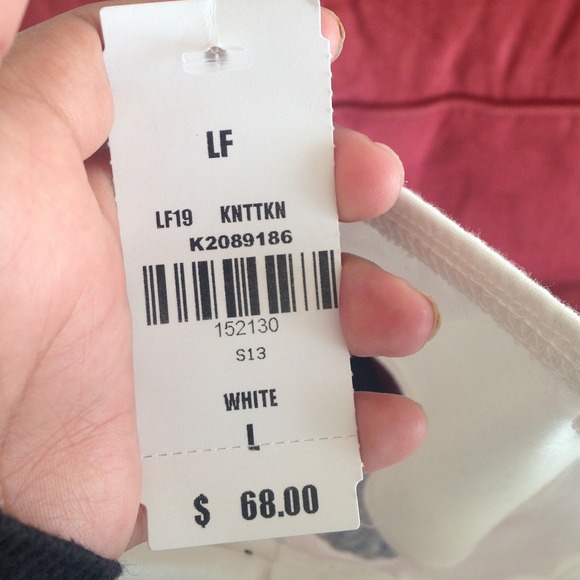 LF
LF19 KNTTKN
K2089186
152130
S13
WHITE
L
$ 68.00